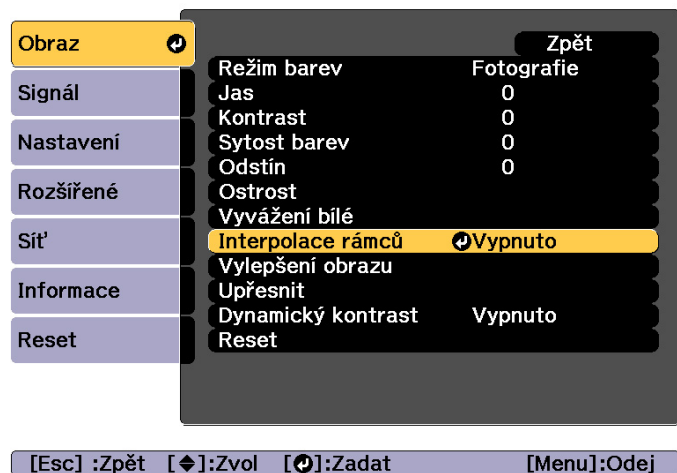 Obraz
Signál
Nastavení
Rozšířené
Síť
Informace
Reset
Zpět
Režim barev Fotografie
Jas 0
Kontrast 0
Sytost barev 0
Odstín 0
Ostrost
Vyvážení bílé
Interpolace rámců Vypnuto
Vylepšení obrazu
Upřesnit
Dynamický kontrast Vypnuto
Reset
[Esc] :Zpět [◆]:Zvol [↵]:Zadat [Menu]:Odej